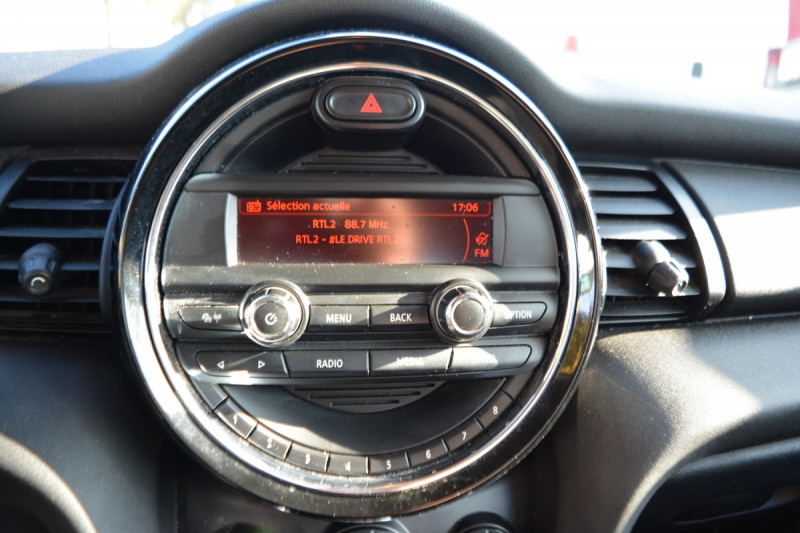 Sélection actuelle 17:06
RTL2 88.7 MHz
RTL2 - #LE DRIVE RTL2
FM
MENU BACK OPTION
RADIO
1 2 3 4 5 6 7 8